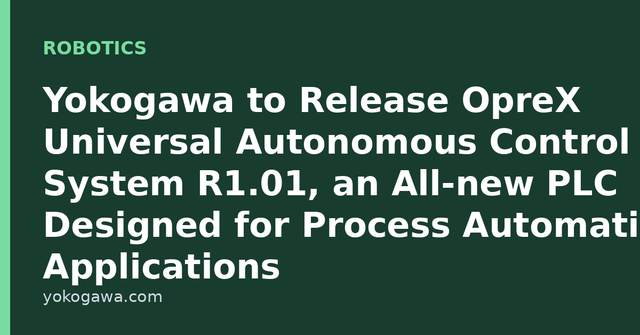 ROBOTICS
Yokogawa to Release OpreX
Universal Autonomous Control
System R1.01, an All-new PLC
Designed for Process Automati
Applications
yokogawa.com